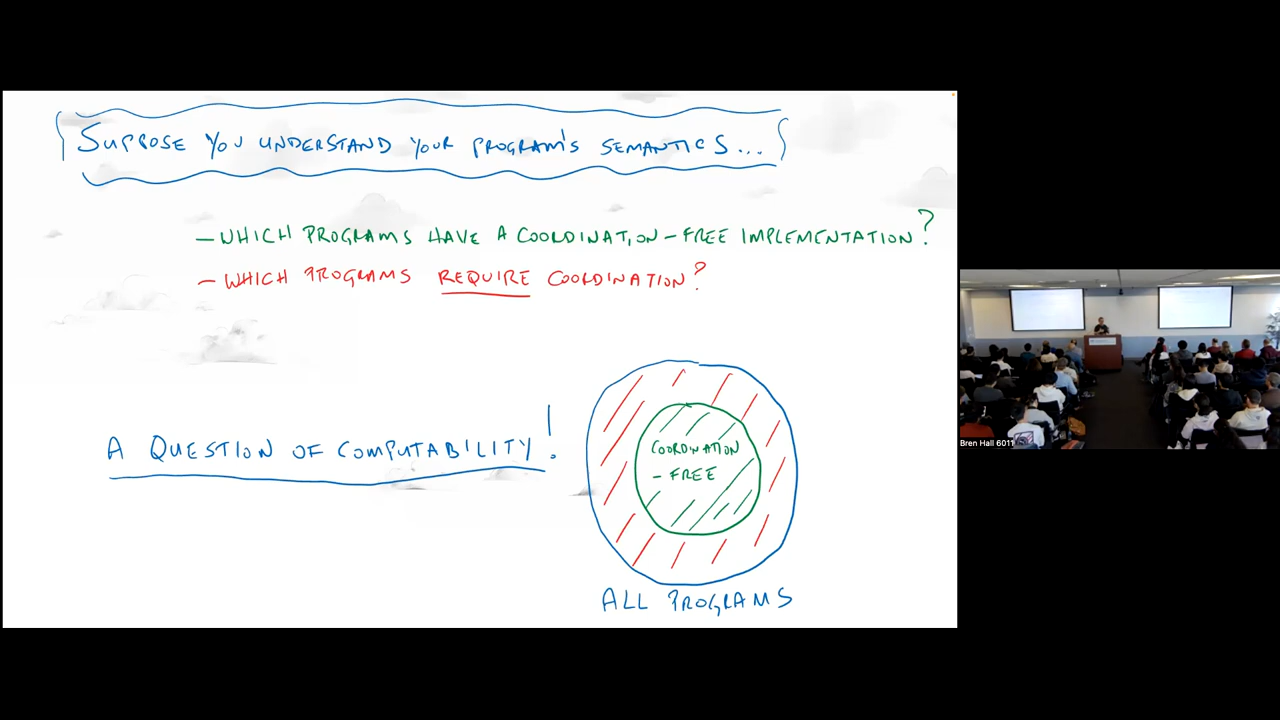 SUPPOSE YOU UNDERSTAND YOUR PROGRAM'S SEMANTICS...
- WHICH PROGRAMS HAVE A COORDINATION-FREE IMPLEMENTATION?
- WHICH PROGRAMS REQUIRE COORDINATION?
A QUESTION OF COMPUTABILITY!
COORDINATION
- FREE
ALL PROGRAMS
Bren Hall 6011